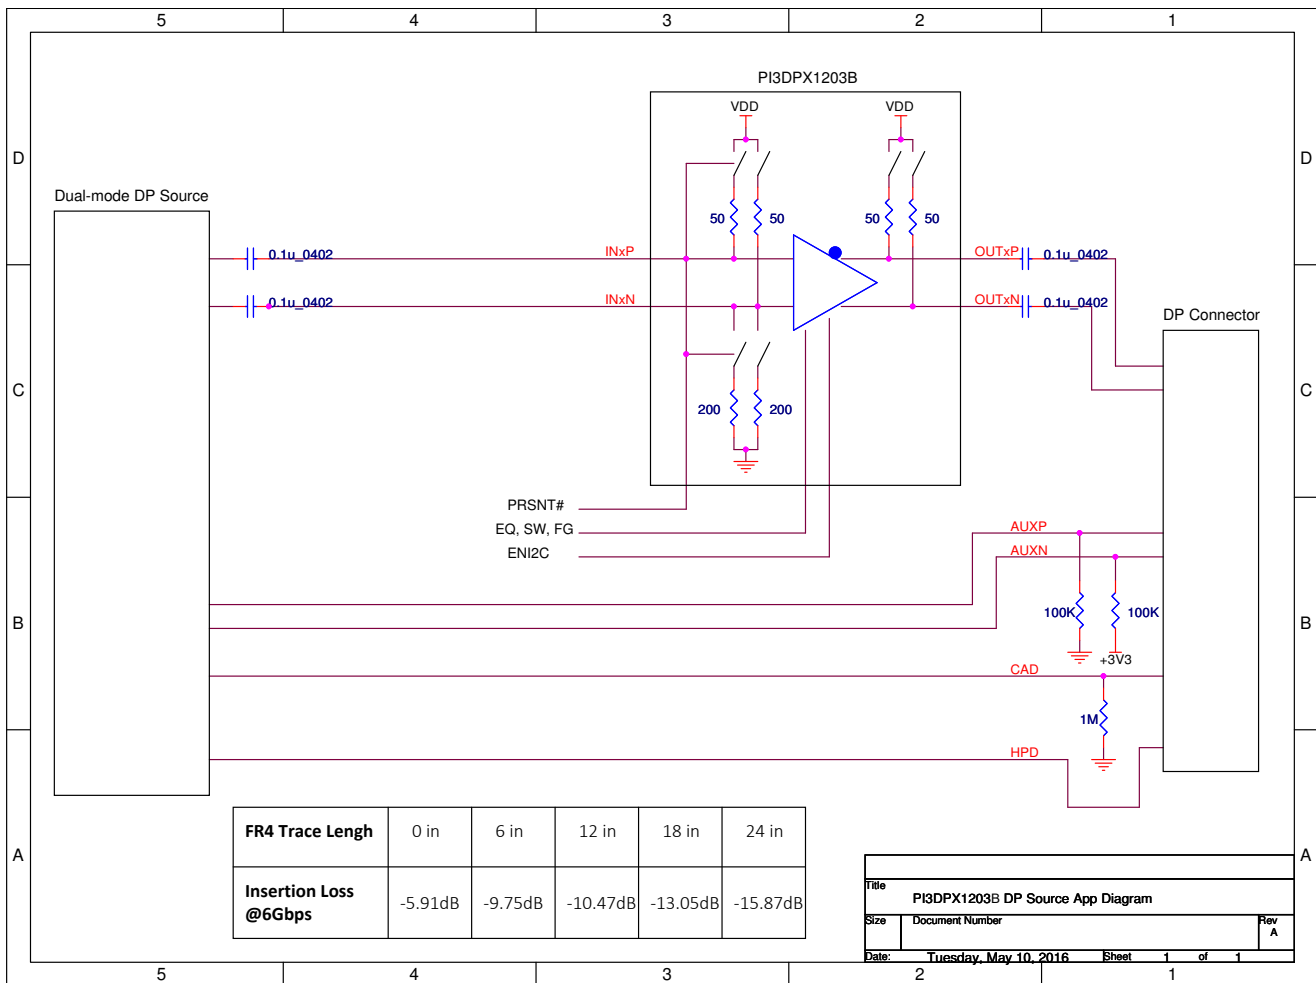 5 4 3 2 1
PI3DPX1203B
VDD VDD
D D
Dual-mode DP Source
50 50 50 50
0.1u_0402 INxP OUTxP 0.1u_0402
0.1u_0402 INxN OUTxN 0.1u_0402
DP Connector
C C
200 200
PRSNT#
EQ, SW, FG
ENI2C
AUXP
AUXN
B B
100K 100K
+3V3
CAD
1M
HPD
FR4 Trace Lengh 0 in 6 in 12 in 18 in 24 in
A A
Insertion Loss @6Gbps -5.91dB -9.75dB -10.47dB -13.05dB -15.87dB
Title
PI3DPX1203B DP Source App Diagram
Size Document Number Rev
A
Date: Tuesday, May 10, 2016 Sheet 1 of 1
5 4 3 2 1